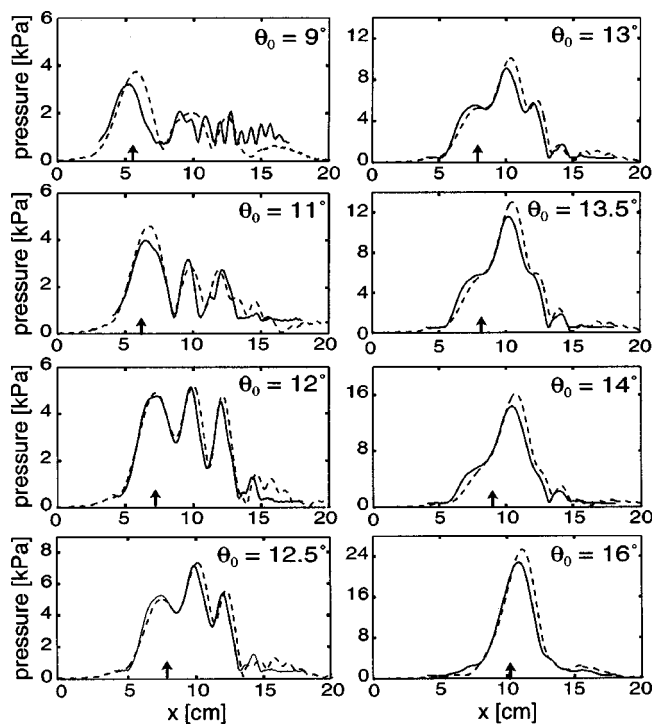 pressure [kPa]
6
4
2
0
θ₀ = 9°
0 5 10 15 20
12
8
4
0
θ₀ = 13°
0 5 10 15 20
pressure [kPa]
6
4
2
0
θ₀ = 11°
0 5 10 15 20
12
8
4
0
θ₀ = 13.5°
0 5 10 15 20
pressure [kPa]
6
4
2
0
θ₀ = 12°
0 5 10 15 20
16
8
0
θ₀ = 14°
0 5 10 15 20
pressure [kPa]
8
6
4
2
0
θ₀ = 12.5°
0 5 10 15 20
x [cm]
24
16
8
0
θ₀ = 16°
0 5 10 15 20
x [cm]